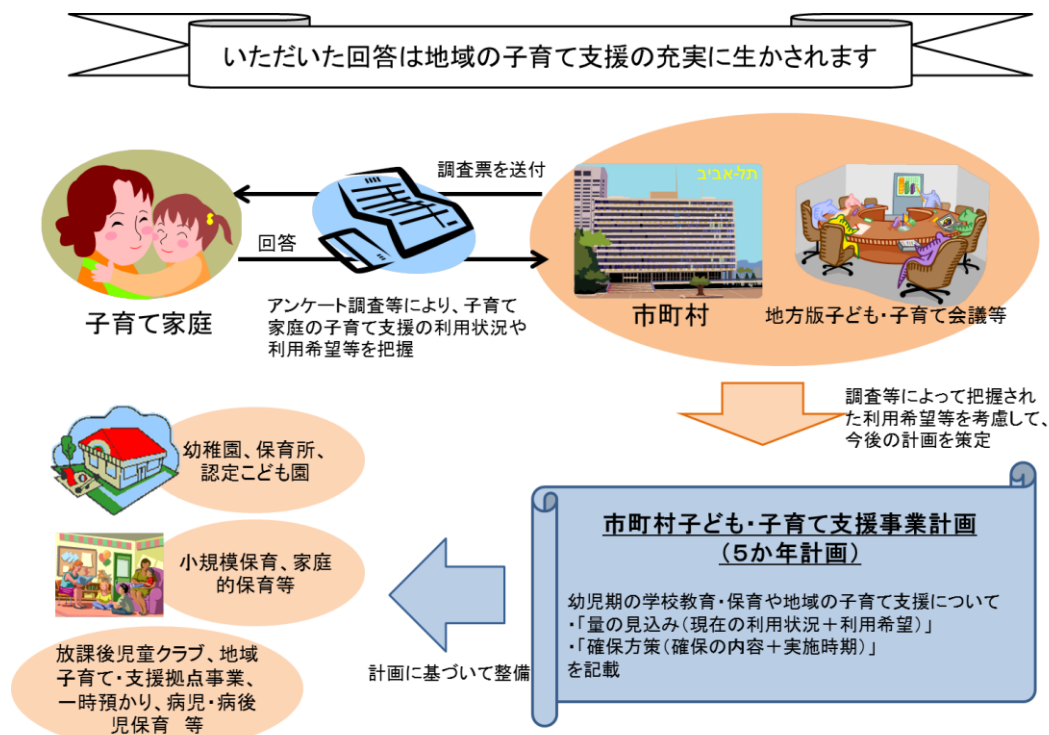 いただいた回答は地域の子育て支援の充実に生かされます
調査票を送付
תל-אביב
回答
子育て家庭
アンケート調査等により、子育て
家庭の子育て支援の利用状況や
利用希望等を把握
市町村
地方版子ども・子育て会議等
調査等によって把握され
た利用希望等を考慮して、
今後の計画を策定
市町村子ども・子育て支援事業計画
（５か年計画）
幼児期の学校教育・保育や地域の子育て支援について
・「量の見込み（現在の利用状況＋利用希望）」
・「確保方策（確保の内容＋実施時期）」
を記載
計画に基づいて整備
幼稚園、保育所、
認定こども園
小規模保育、家庭
的保育等
放課後児童クラブ、地域
子育て・支援拠点事業、
一時預かり、病児・病後
児保育　等